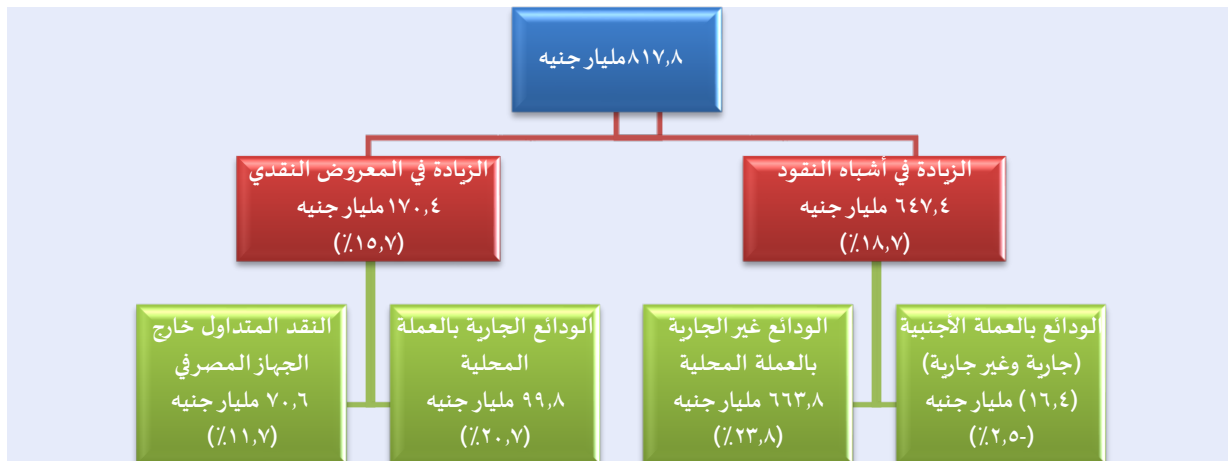 ٨١٧,٨مليار جنيه
الزيادة في أشباه النقود
٦٤٧,٤ مليار جنيه
(١٨,٧٪)
الزيادة في المعروض النقدي
١٧٠,٤ مليار جنيه
(١٥,٧٪)
الودائع بالعملة الأجنبية
(جارية وغير جارية)
(١٦,٤) مليار جنيه
(-٢,٥٪)
الودائع غير الجارية
بالعملة المحلية
٦٦٣,٨ مليار جنيه
(٢٣,٨٪)
الودائع الجارية بالعملة
المحلية
٩٩,٨ مليار جنيه
(٢٠,٧٪)
النقد المتداول خارج
الجهاز المصرفي
٧٠,٦ مليار جنيه
(١١,٧٪)